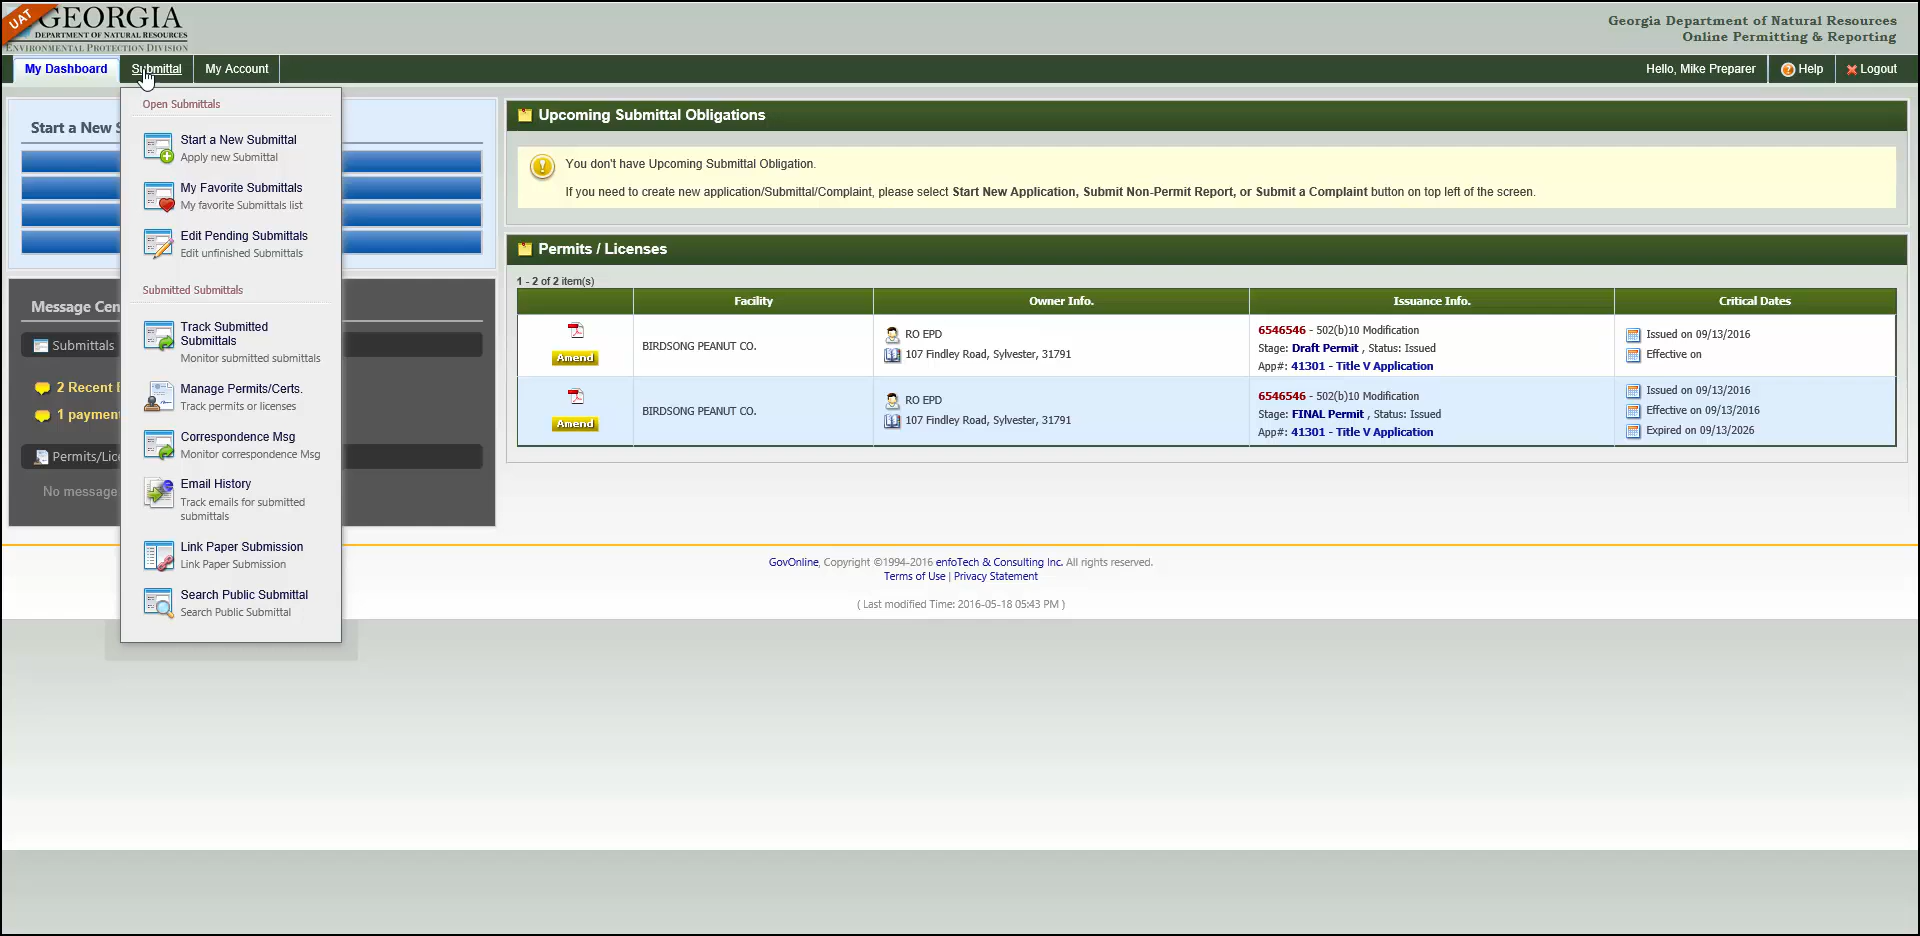 UAT
GEORGIA
DEPARTMENT OF NATURAL RESOURCES
ENVIRONMENTAL PROTECTION DIVISION
Georgia Department of Natural Resources
Online Permitting & Reporting
My Dashboard
Submittal
My Account
Hello, Mike Preparer
Help
Logout
Start a New S
Message Cen
Submittals
2 Recent
1 paymen
Permits/Lice
No message
Open Submittals
Start a New Submittal
Apply new Submittal
My Favorite Submittals
My favorite Submittals list
Edit Pending Submittals
Edit unfinished Submittals
Submitted Submittals
Track Submitted
Submittals
Monitor submitted submittals
Manage Permits/Certs.
Track permits or licenses
Correspondence Msg
Monitor correspondence Msg
Email History
Track emails for submitted
submittals
Link Paper Submission
Link Paper Submission
Search Public Submittal
Search Public Submittal
Upcoming Submittal Obligations
You don't have Upcoming Submittal Obligation.
If you need to create new application/Submittal/Complaint, please select Start New Application, Submit Non-Permit Report, or Submit a Complaint button on top left of the screen.
Permits / Licenses
1 - 2 of 2 item(s)
Facility
Owner Info.
Issuance Info.
Critical Dates
Amend
BIRDSONG PEANUT CO.
RO EPD
107 Findley Road, Sylvester, 31791
6546546 - 502(b)10 Modification
Stage: Draft Permit , Status: Issued
App#: 41301 - Title V Application
Issued on 09/13/2016
Effective on
Amend
BIRDSONG PEANUT CO.
RO EPD
107 Findley Road, Sylvester, 31791
6546546 - 502(b)10 Modification
Stage: FINAL Permit , Status: Issued
App#: 41301 - Title V Application
Issued on 09/13/2016
Effective on 09/13/2016
Expired on 09/13/2026
GovOnline, Copyright ©1994-2016 enfoTech & Consulting Inc. All rights reserved.
Terms of Use | Privacy Statement
( Last modified Time: 2016-05-18 05:43 PM )